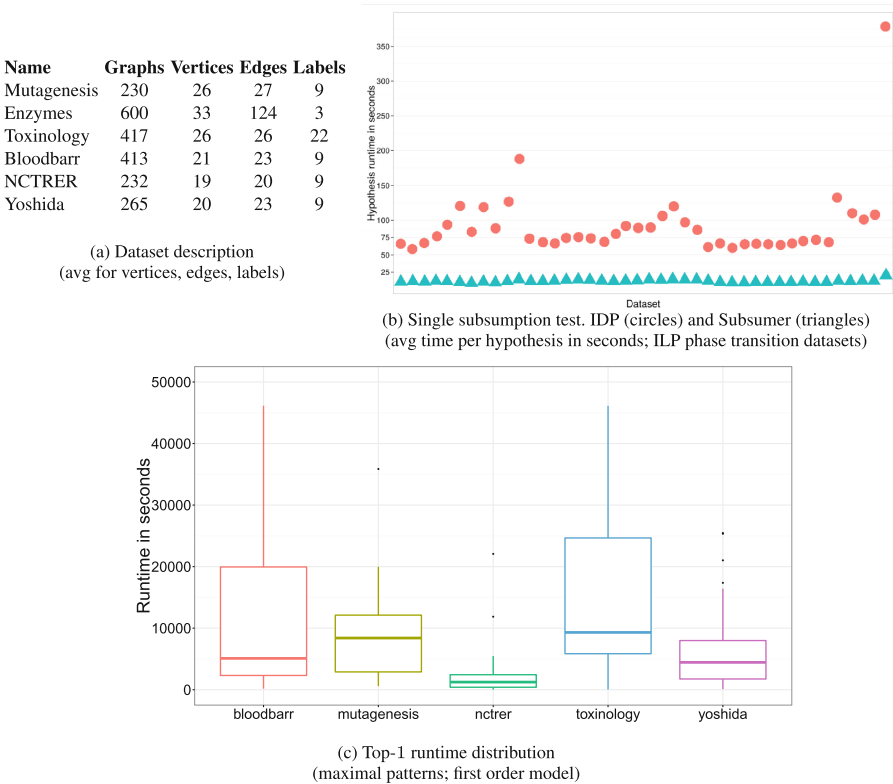 Name Graphs Vertices Edges Labels
Mutagenesis 230 26 27 9
Enzymes 600 33 124 3
Toxinology 417 26 26 22
Bloodbarr 413 21 23 9
NCTRER 232 19 20 9
Yoshida 265 20 23 9
(a) Dataset description
(avg for vertices, edges, labels)
Hypothesis runtime in seconds
350
300
250
200
150
100
75
50
25
Dataset
(b) Single subsumption test. IDP (circles) and Subsumer (triangles)
(avg time per hypothesis in seconds; ILP phase transition datasets)
Runtime in seconds
50000
40000
30000
20000
10000
0
bloodbarr mutagenesis nctrer toxinology yoshida
(c) Top-1 runtime distribution
(maximal patterns; first order model)